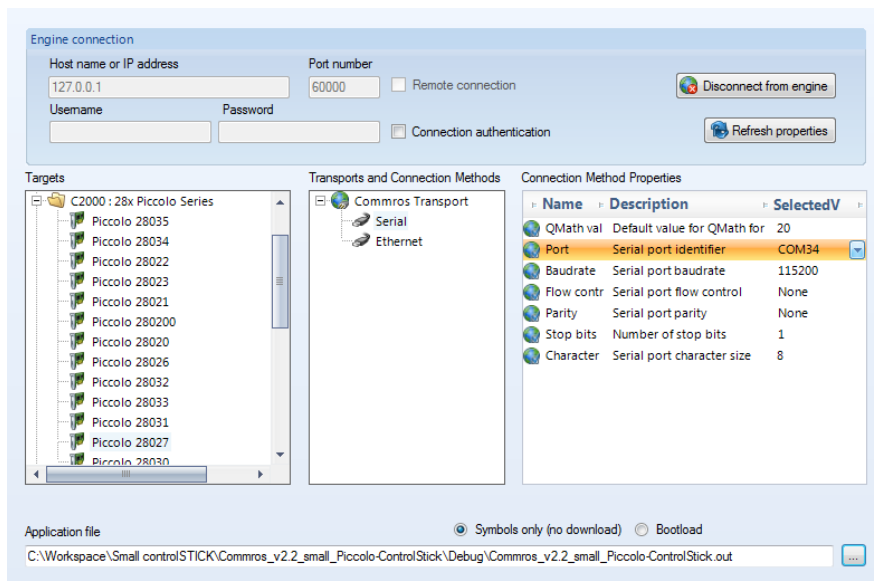 Engine connection
Host name or IP address
Port number
127.0.0.1
60000
Remote connection
Disconnect from engine
Username
Password
Connection authentication
Refresh properties
Targets
C2000 : 28x Piccolo Series
Piccolo 28035
Piccolo 28034
Piccolo 28022
Piccolo 28023
Piccolo 28021
Piccolo 280200
Piccolo 28020
Piccolo 28026
Piccolo 28032
Piccolo 28033
Piccolo 28031
Piccolo 28027
Piccolo 28030
Transports and Connection Methods
Commros Transport
Serial
Ethernet
Connection Method Properties
Name Description SelectedV
QMath val Default value for QMath for 20
Port Serial port identifier COM34
Baudrate Serial port baudrate 115200
Flow contr Serial port flow control None
Parity Serial port parity None
Stop bits Number of stop bits 1
Character Serial port character size 8
Application file
Symbols only (no download)
Bootload
C:\Workspace\Small controlSTICK\Commros_v2.2_small_Piccolo-ControlStick\Debug\Commros_v2.2_small_Piccolo-ControlStick.out
...